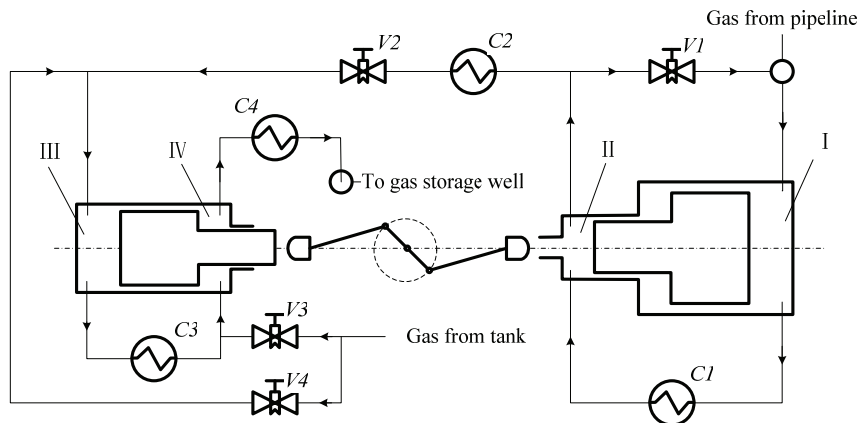 Gas from pipeline
V2
C2
V1
C4
III
IV
II
I
To gas storage well
C3
V3
Gas from tank
V4
C1